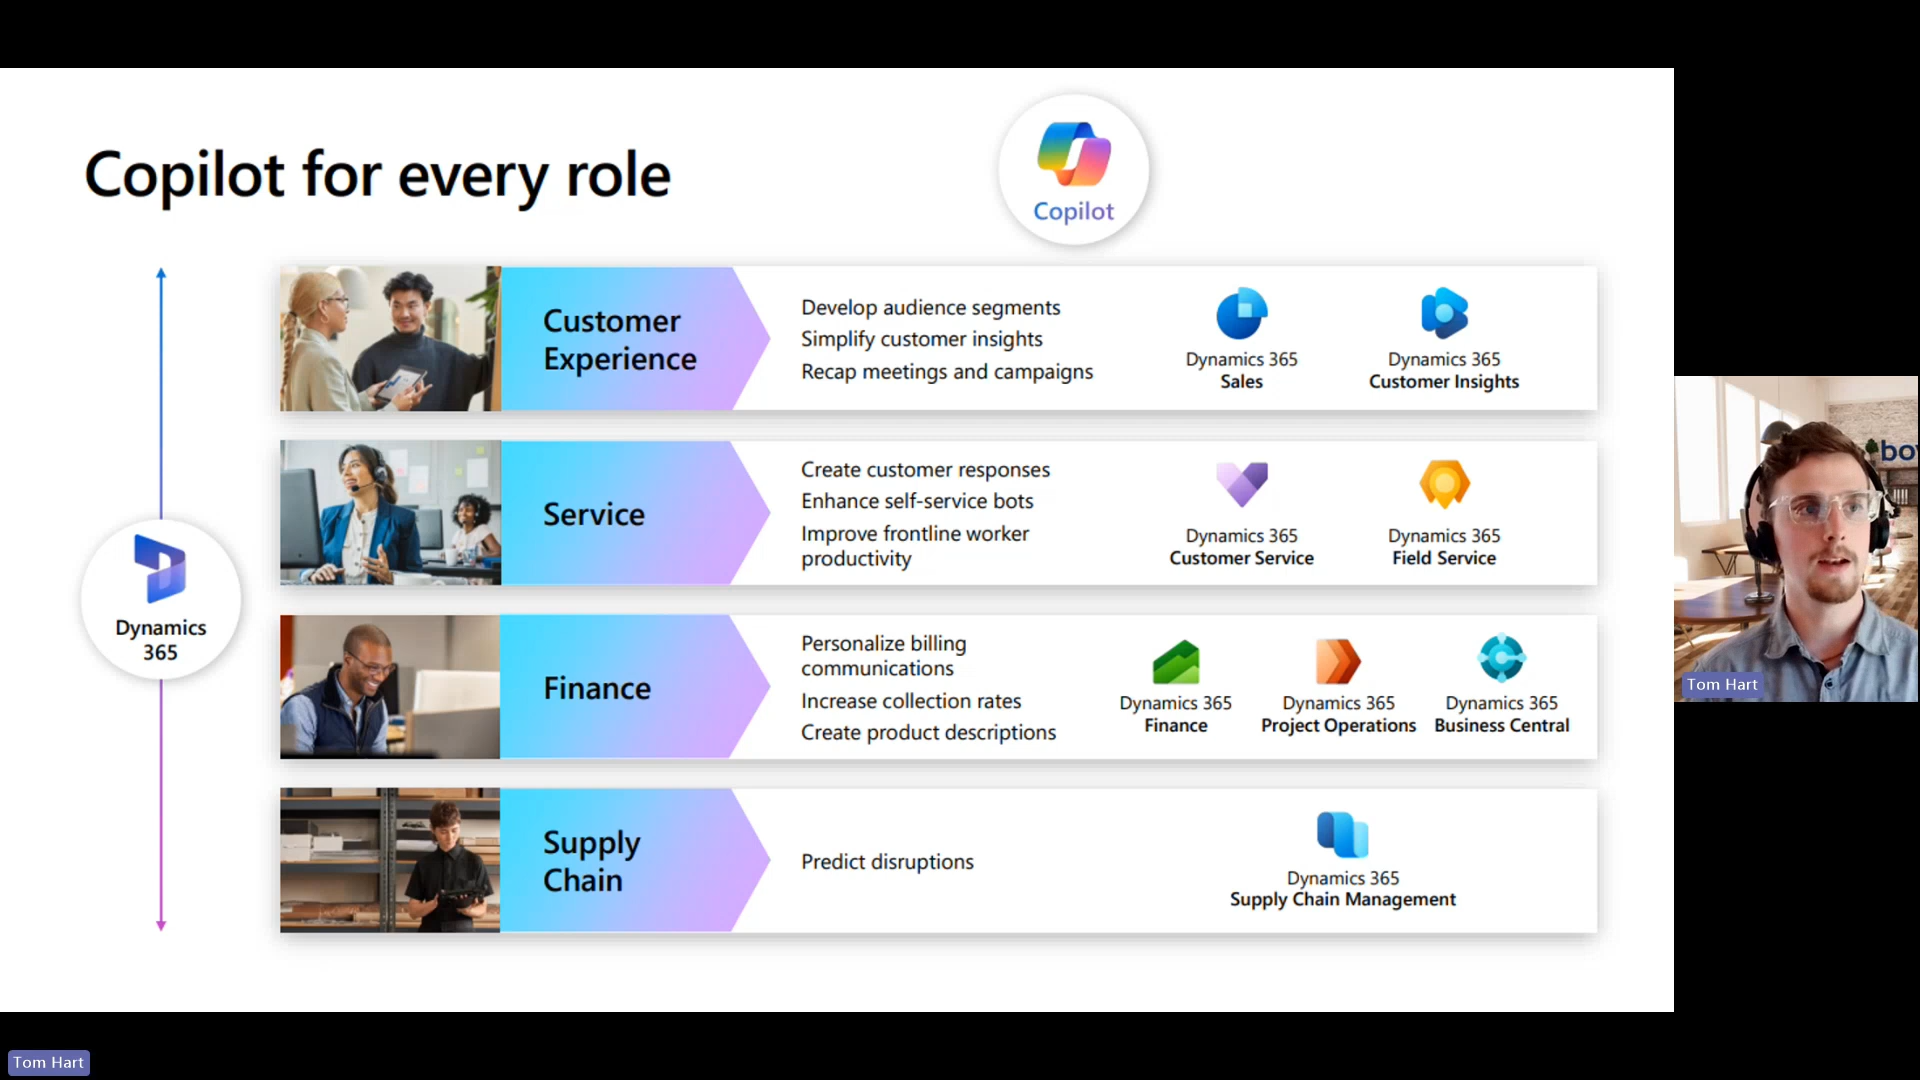 Copilot for every role
Copilot
Dynamics
365
Customer
Experience
Develop audience segments
Simplify customer insights
Recap meetings and campaigns
Dynamics 365
Sales
Dynamics 365
Customer Insights
Service
Create customer responses
Enhance self-service bots
Improve frontline worker
productivity
Dynamics 365
Customer Service
Dynamics 365
Field Service
Finance
Personalize billing
communications
Increase collection rates
Create product descriptions
Dynamics 365
Finance
Dynamics 365
Project Operations
Dynamics 365
Business Central
Supply
Chain
Predict disruptions
Dynamics 365
Supply Chain Management
Tom Hart
Tom Hart